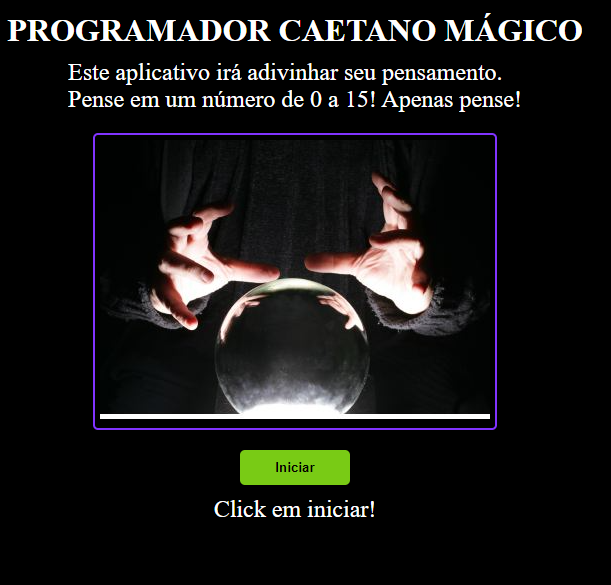 PROGRAMADOR CAETANO MÁGICO
Este aplicativo irá adivinhar seu pensamento.
Pense em um número de 0 a 15! Apenas pense!
Iniciar
Click em iniciar!